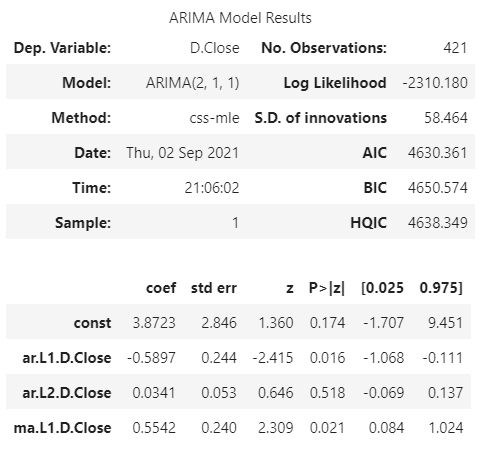 ARIMA Model Results
Dep. Variable: D.Close No. Observations: 421
Model: ARIMA(2, 1, 1) Log Likelihood -2310.180
Method: css-mle S.D. of innovations 58.464
Date: Thu, 02 Sep 2021 AIC 4630.361
Time: 21:06:02 BIC 4650.574
Sample: 1 HQIC 4638.349
coef std err z P>|z| [0.025 0.975]
const 3.8723 2.846 1.360 0.174 -1.707 9.451
ar.L1.D.Close -0.5897 0.244 -2.415 0.016 -1.068 -0.111
ar.L2.D.Close 0.0341 0.053 0.646 0.518 -0.069 0.137
ma.L1.D.Close 0.5542 0.240 2.309 0.021 0.084 1.024